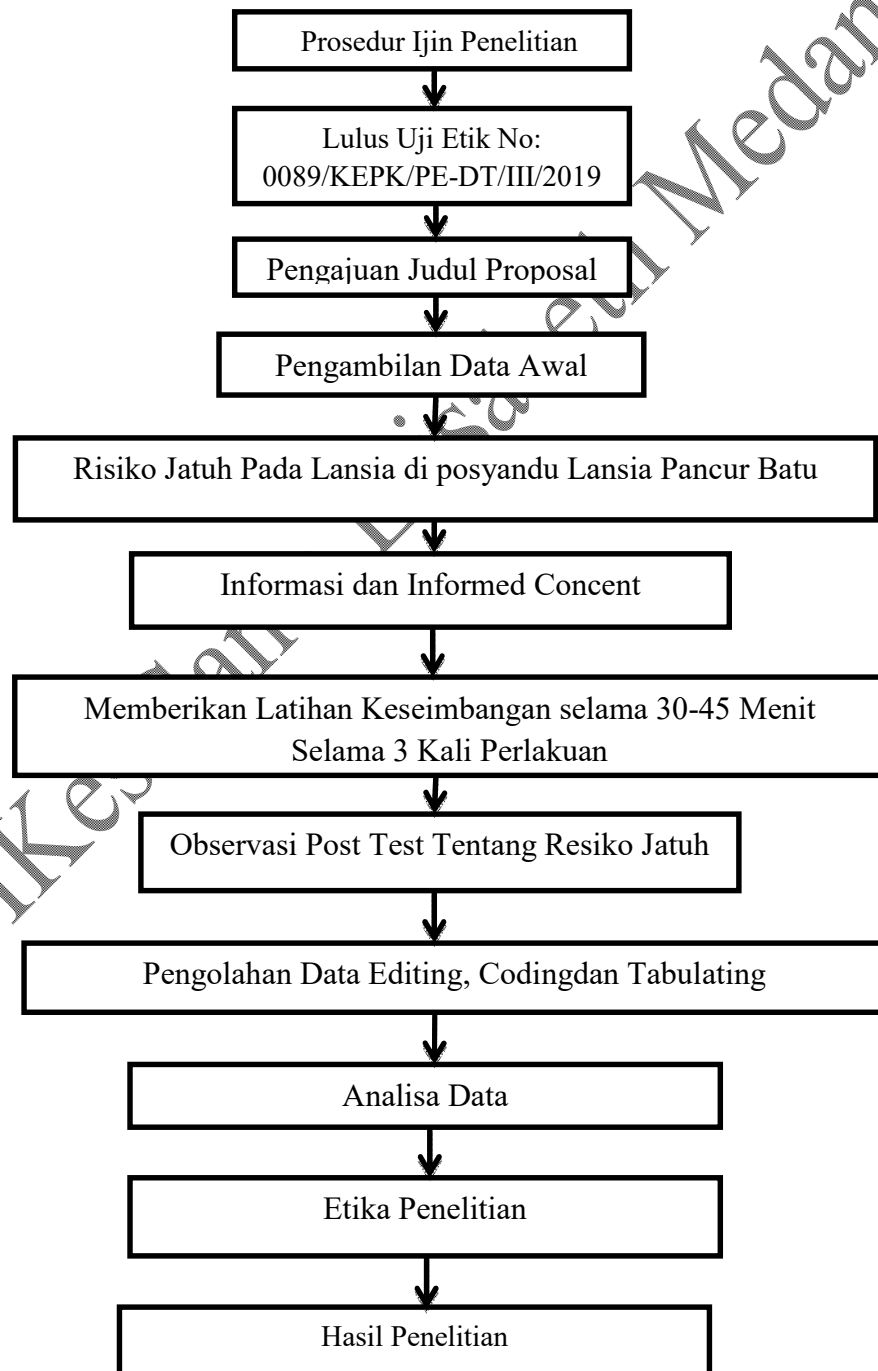 Prosedur Ijin Penelitian
Lulus Uji Etik No:
0089/KEPK/PE-DT/III/2019
Pengajuan Judul Proposal
Pengambilan Data Awal
Risiko Jatuh Pada Lansia di posyandu Lansia Pancur Batu
Informasi dan Informed Concent
Memberikan Latihan Keseimbangan selama 30-45 Menit
Selama 3 Kali Perlakuan
Observasi Post Test Tentang Resiko Jatuh
Pengolahan Data Editing, Codingdan Tabulating
Analisa Data
Etika Penelitian
Hasil Penelitian
Medan